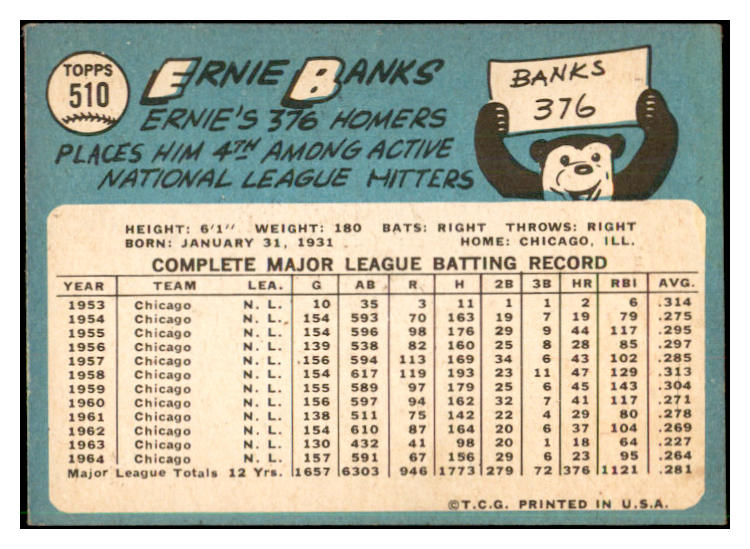 TOPPS
510
ERNIE BANKS
ERNIE'S 376 HOMERS
PLACES HIM 4TH AMONG ACTIVE
NATIONAL LEAGUE HITTERS
BANKS
376
HEIGHT: 6'1" WEIGHT: 180 BATS: RIGHT THROWS: RIGHT
BORN: JANUARY 31, 1931 HOME: CHICAGO, ILL.
COMPLETE MAJOR LEAGUE BATTING RECORD
YEAR TEAM LEA. G AB R H 2B 3B HR RBI AVG.
1953 Chicago N. L. 10 35 3 11 1 1 2 6 .314
1954 Chicago N. L. 154 593 70 163 19 7 19 79 .275
1955 Chicago N. L. 154 596 98 176 29 9 44 117 .295
1956 Chicago N. L. 139 538 82 160 25 8 28 85 .297
1957 Chicago N. L. 156 594 113 169 34 6 43 102 .285
1958 Chicago N. L. 154 617 119 193 23 11 47 129 .313
1959 Chicago N. L. 155 589 97 179 25 6 45 143 .304
1960 Chicago N. L. 156 597 94 162 32 7 41 117 .271
1961 Chicago N. L. 138 511 75 142 22 4 29 80 .278
1962 Chicago N. L. 154 610 87 164 20 6 37 104 .269
1963 Chicago N. L. 130 432 41 98 20 1 18 64 .227
1964 Chicago N. L. 157 591 67 156 29 6 23 95 .264
Major League Totals 12 Yrs. 1657 6303 946 1773 279 72 376 1121 .281
©T.C.G. PRINTED IN U.S.A.